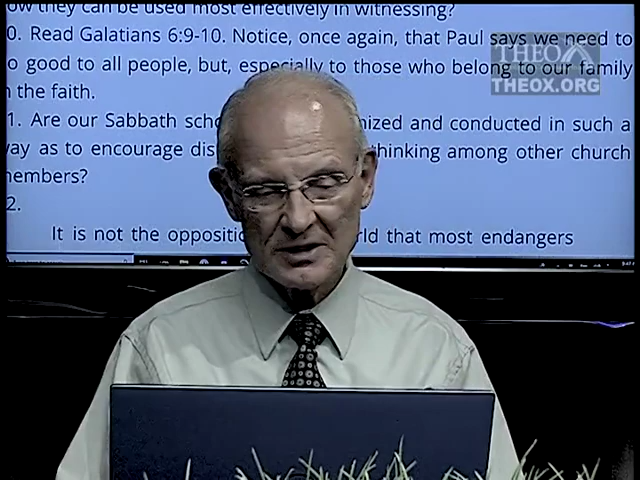 ow they can be used most effectively in witnessing?
0. Read Galatians 6:9-10. Notice, once again, that Paul says we need to
o good to all people, but, especially to those who belong to our family
n the faith.
1. Are our Sabbath scho nized and conducted in such a
way as to encourage dis thinking among other church
members?
2.
It is not the oppositi rld that most endangers
THEO
THEOX.ORG